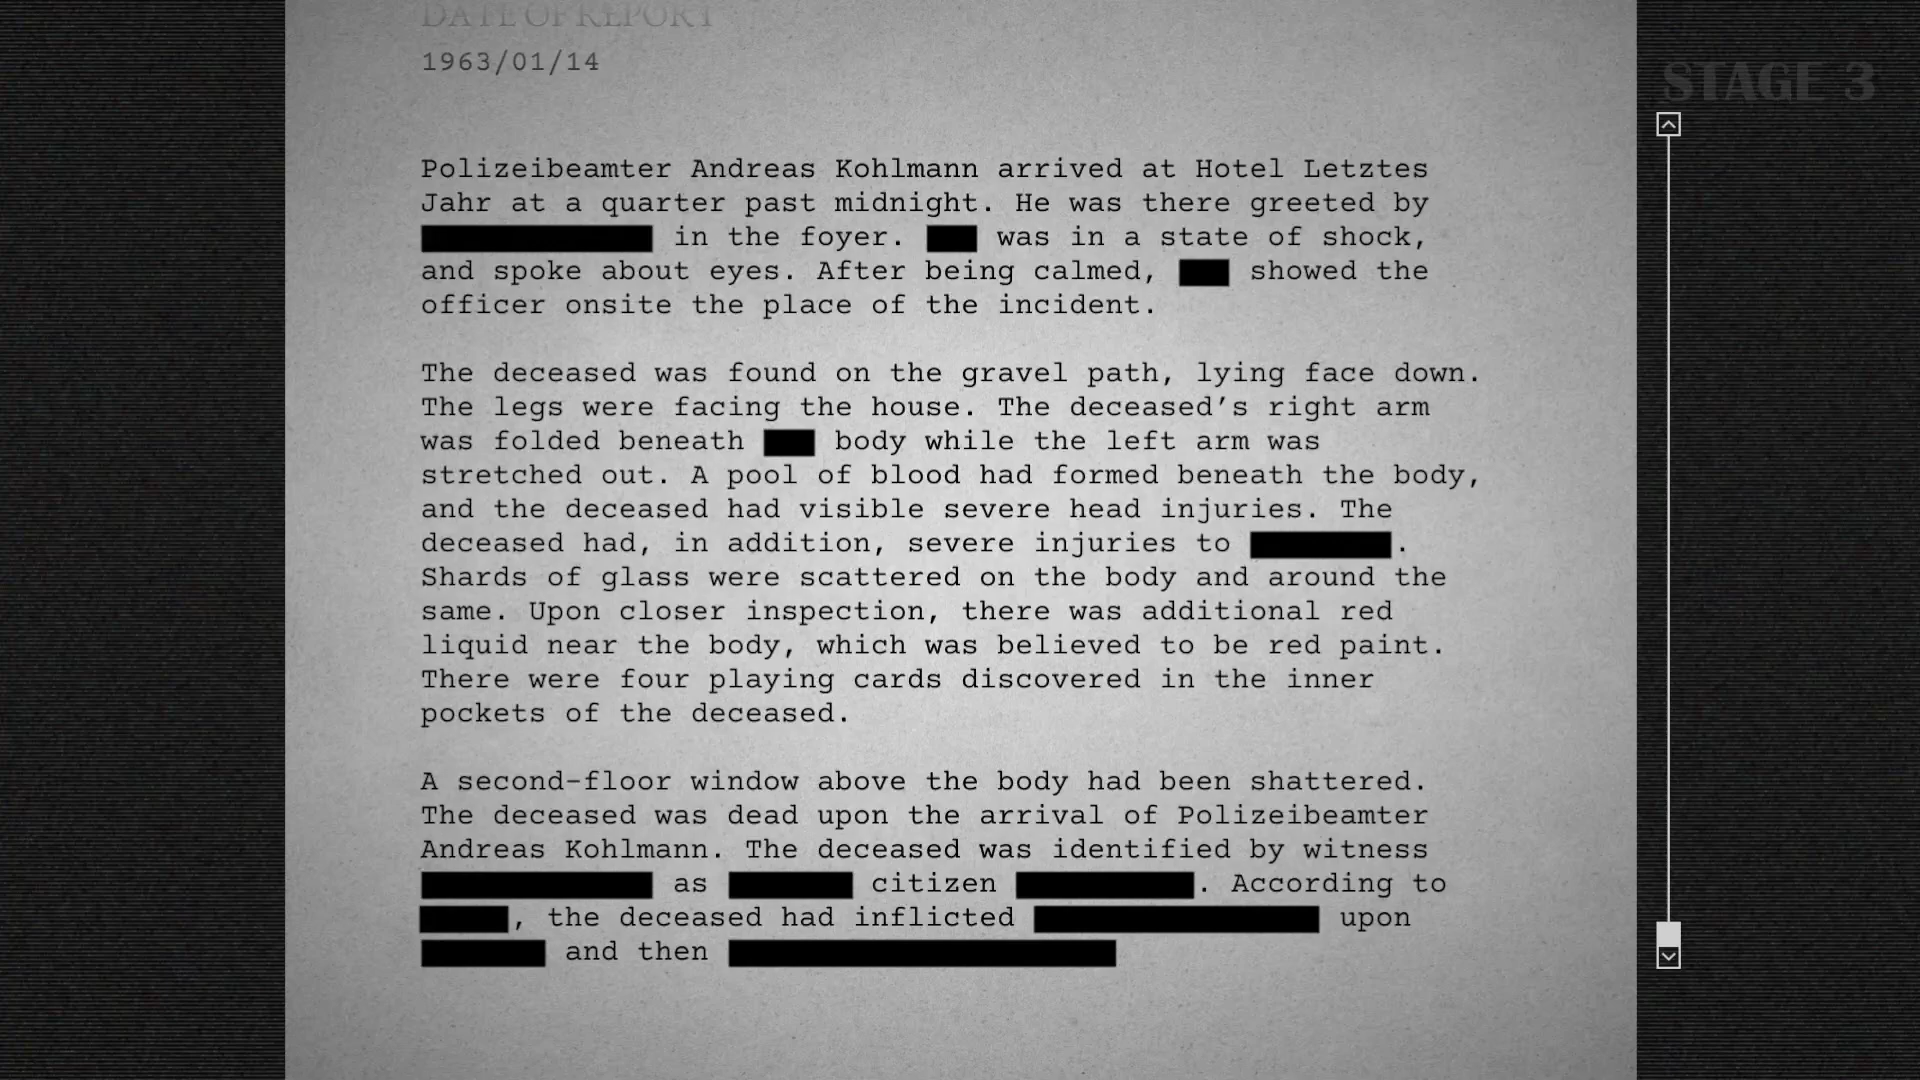 DATE OF REPORT
1963/01/14
STAGE 3
Polizeibeamter Andreas Kohlmann arrived at Hotel Letztes
Jahr at a quarter past midnight. He was there greeted by
in the foyer. was in a state of shock,
and spoke about eyes. After being calmed, showed the
officer onsite the place of the incident.
The deceased was found on the gravel path, lying face down.
The legs were facing the house. The deceased’s right arm
was folded beneath body while the left arm was
stretched out. A pool of blood had formed beneath the body,
and the deceased had visible severe head injuries. The
deceased had, in addition, severe injuries to .
Shards of glass were scattered on the body and around the
same. Upon closer inspection, there was additional red
liquid near the body, which was believed to be red paint.
There were four playing cards discovered in the inner
pockets of the deceased.
A second-floor window above the body had been shattered.
The deceased was dead upon the arrival of Polizeibeamter
Andreas Kohlmann. The deceased was identified by witness
as citizen . According to
, the deceased had inflicted upon
and then